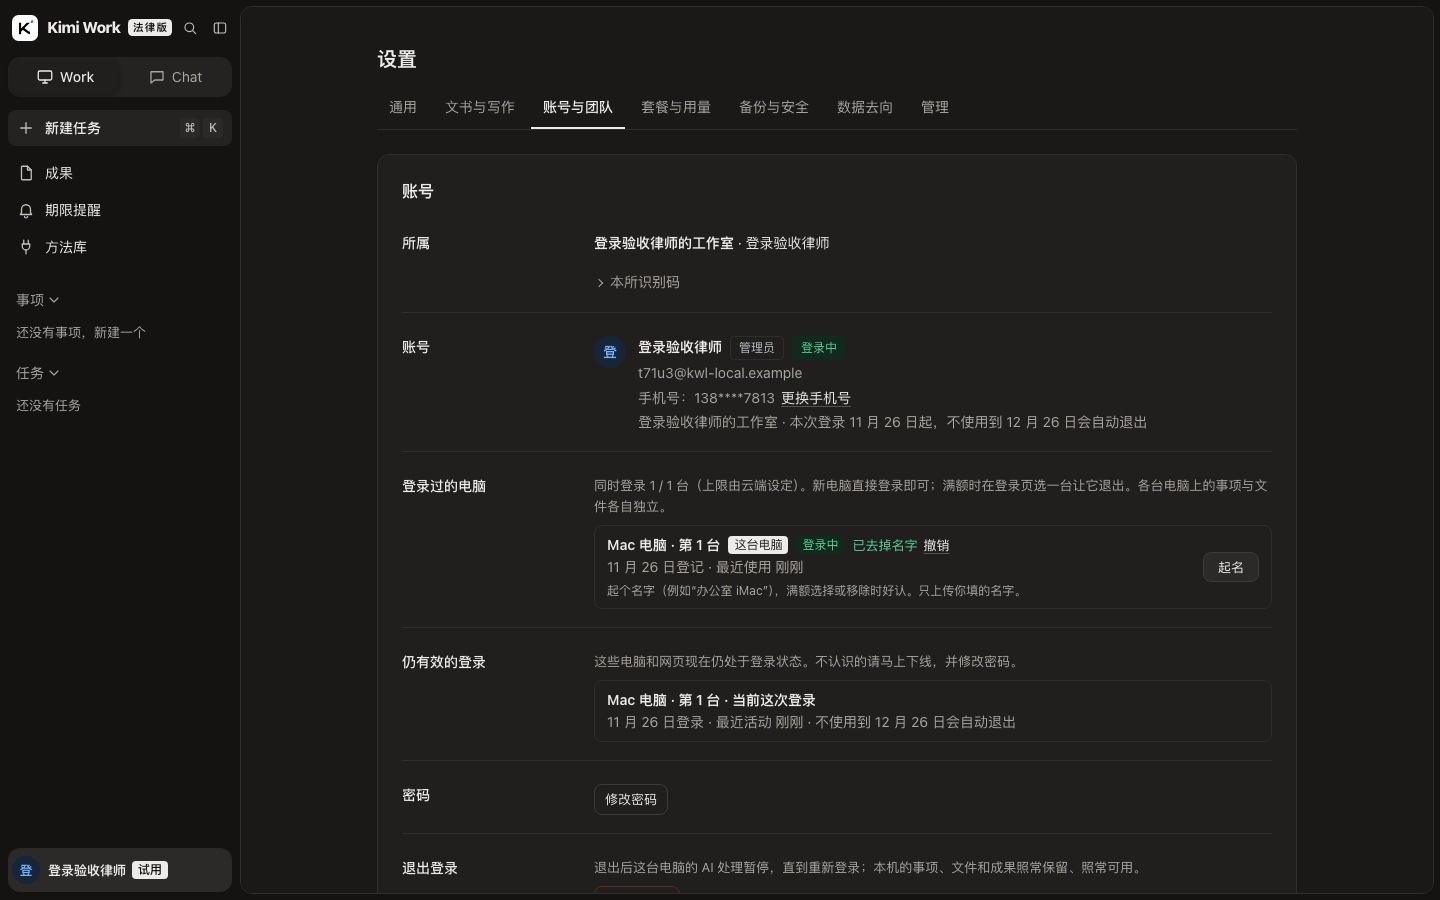 Kimi Work 法律版
Work
Chat
新建任务 ⌘ K
成果
期限提醒
方法库
事项
还没有事项，新建一个
任务
还没有任务
登 登录验收律师 试用
设置
通用 文书与写作 账号与团队 套餐与用量 备份与安全 数据去向 管理
账号
所属
登录验收律师的工作室 · 登录验收律师
本所识别码
账号
登 登录验收律师 管理员 登录中
t71u3@kwl-local.example
手机号：138****7813 更换手机号
登录验收律师的工作室 · 本次登录 11 月 26 日起，不使用到 12 月 26 日会自动退出
登录过的电脑
同时登录 1 / 1 台（上限由云端设定）。新电脑直接登录即可；满额时在登录页选一台让它退出。各台电脑上的事项与文
件各自独立。
Mac 电脑 · 第 1 台 这台电脑 登录中 已去掉名字 撤销
11 月 26 日登记 · 最近使用 刚刚
起个名字（例如“办公室 iMac”），满额选择或移除时好认。只上传你填的名字。
起名
仍有效的登录
这些电脑和网页现在仍处于登录状态。不认识的请马上下线，并修改密码。
Mac 电脑 · 第 1 台 · 当前这次登录
11 月 26 日登录 · 最近活动 刚刚 · 不使用到 12 月 26 日会自动退出
密码
修改密码
退出登录
退出后这台电脑的 AI 处理暂停，直到重新登录；本机的事项、文件和成果照常保留、照常可用。